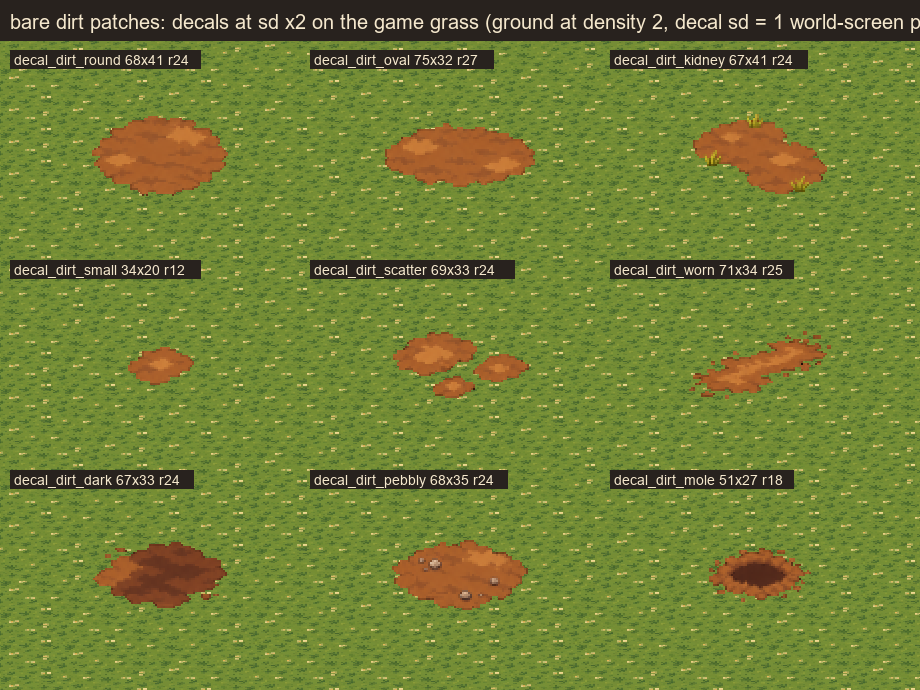 bare dirt patches: decals at sd x2 on the game grass (ground at density 2, decal sd = 1 world-screen p
decal_dirt_round 68x41 r24
decal_dirt_oval 75x32 r27
decal_dirt_kidney 67x41 r24
decal_dirt_small 34x20 r12
decal_dirt_scatter 69x33 r24
decal_dirt_worn 71x34 r25
decal_dirt_dark 67x33 r24
decal_dirt_pebbly 68x35 r24
decal_dirt_mole 51x27 r18